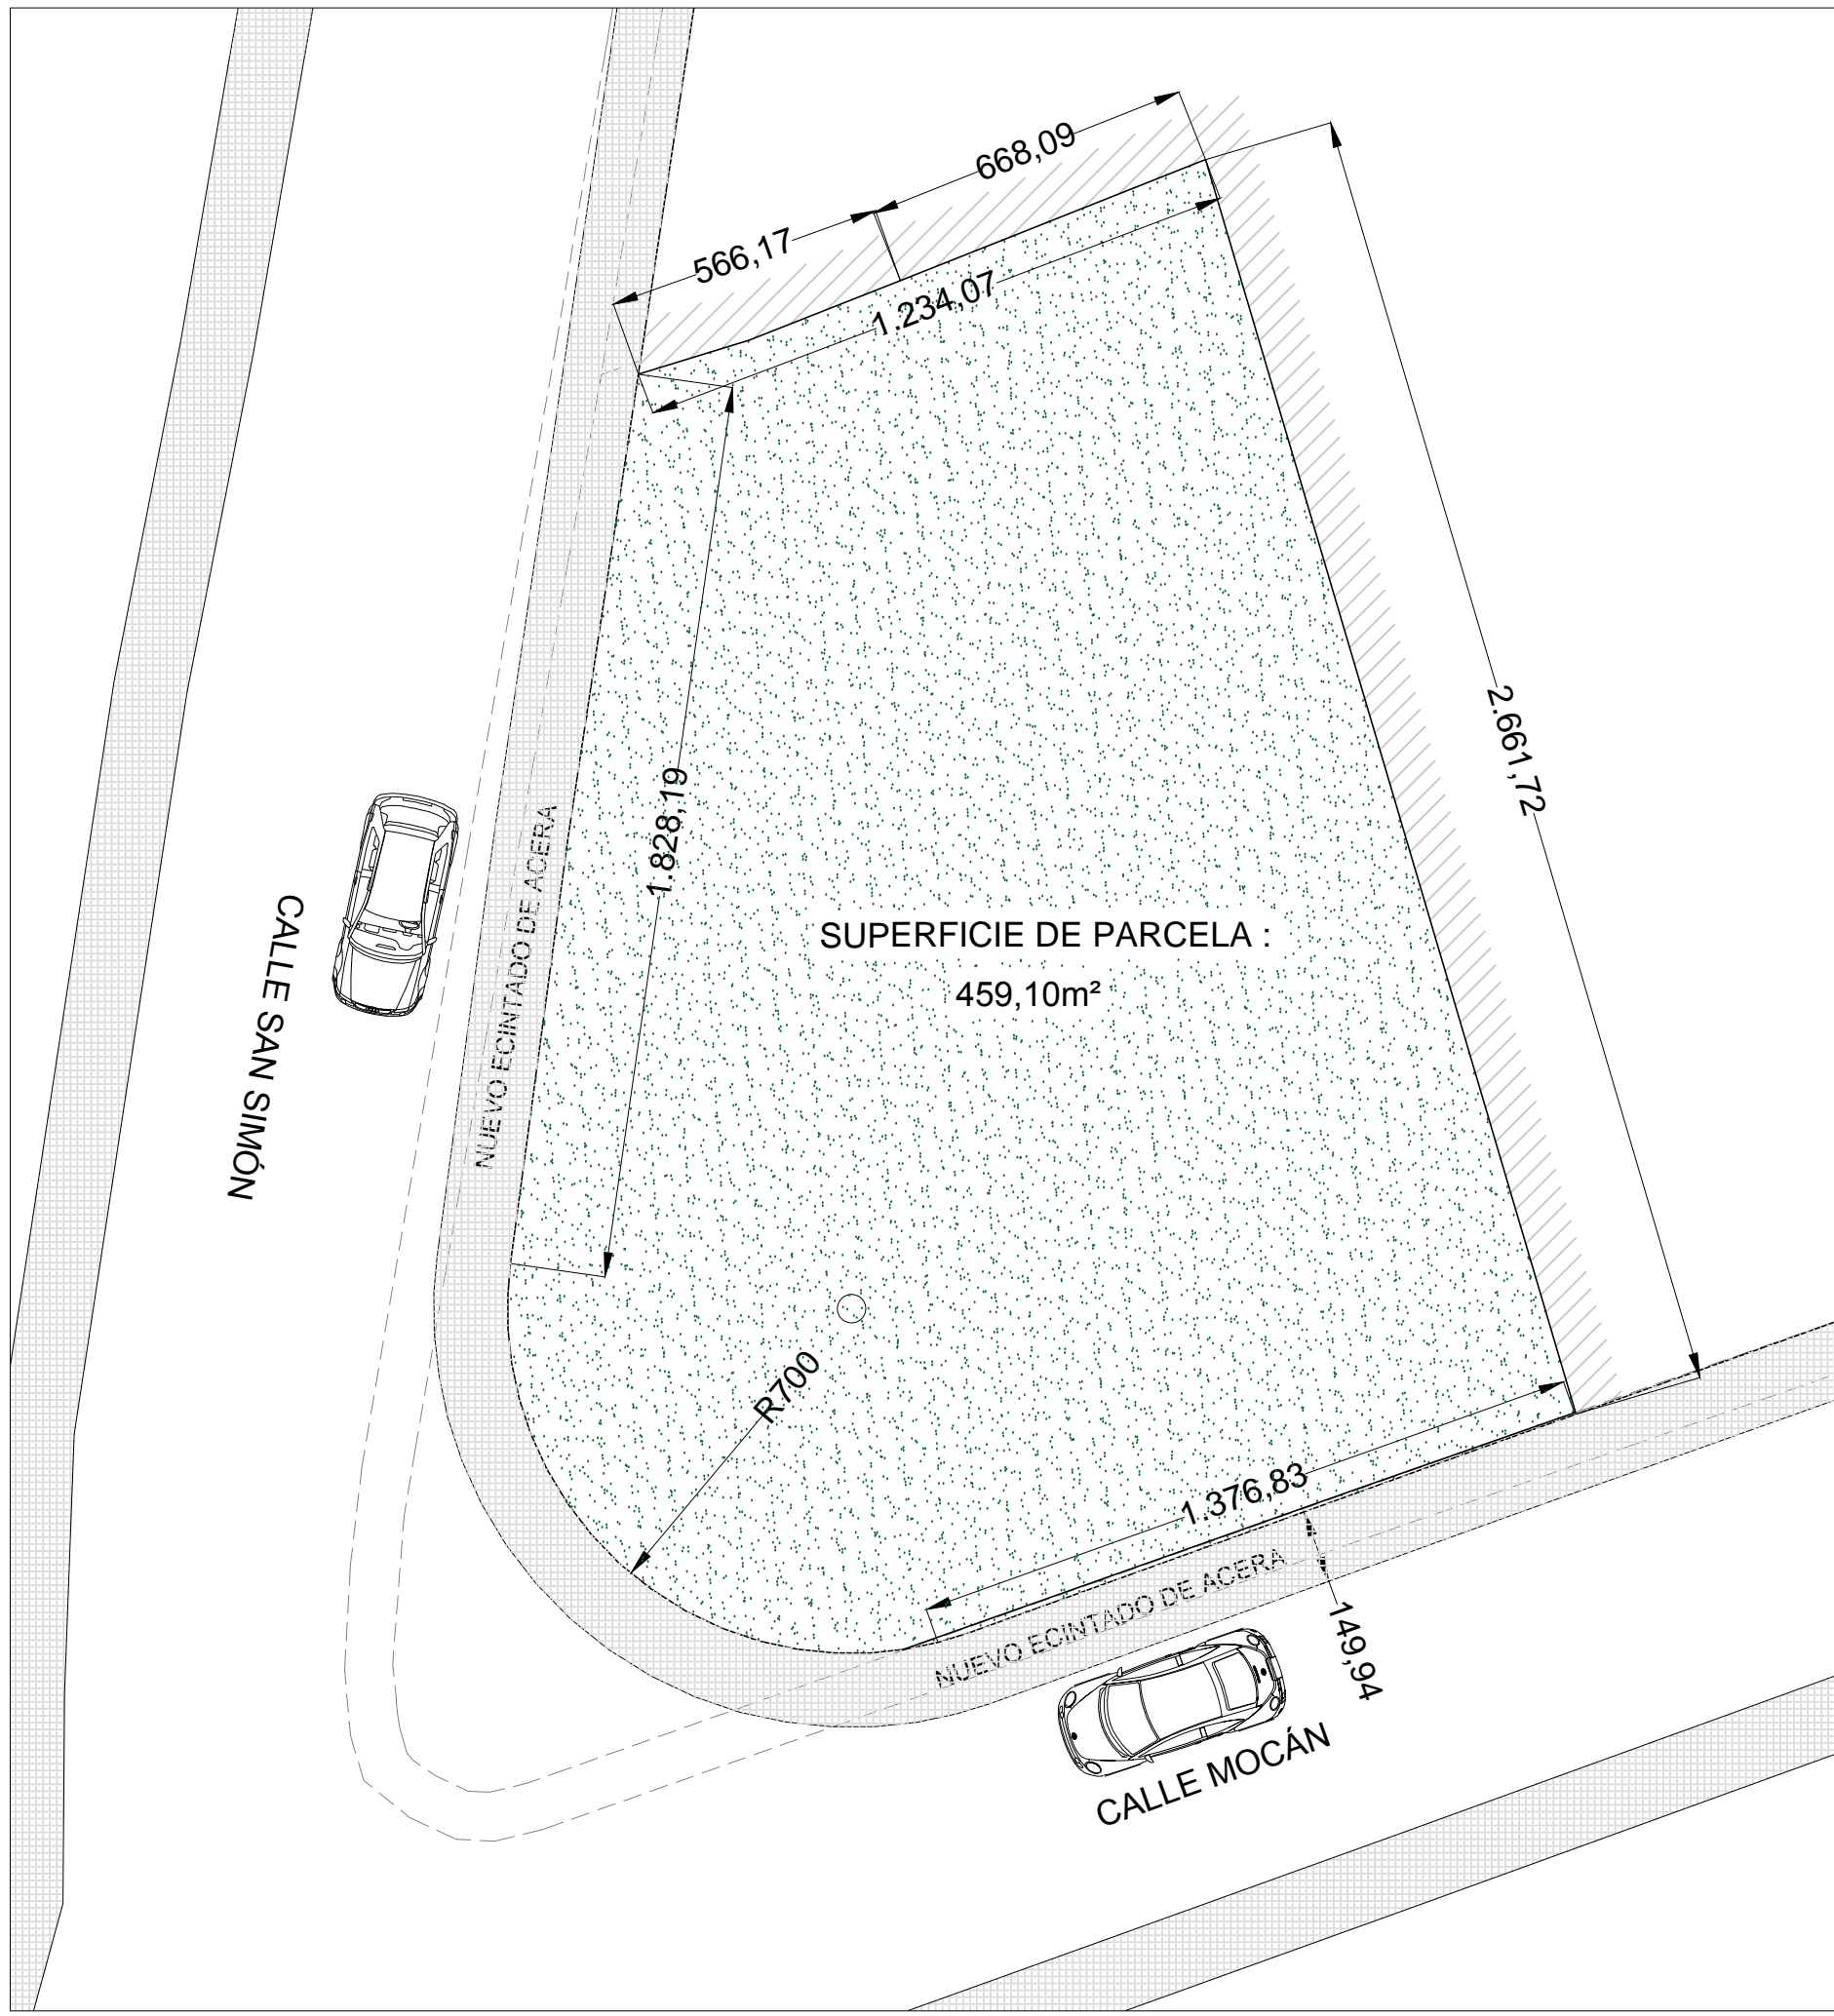 668,09
566,17
1.234,07
2.661,72
1.828,19
NUEVO ECINTADO DE ACERA
CALLE SAN SIMÓN
SUPERFICIE DE PARCELA :
459,10m²
R700
1.376,83
NUEVO ECINTADO DE ACERA
149,94
CALLE MOCÁN